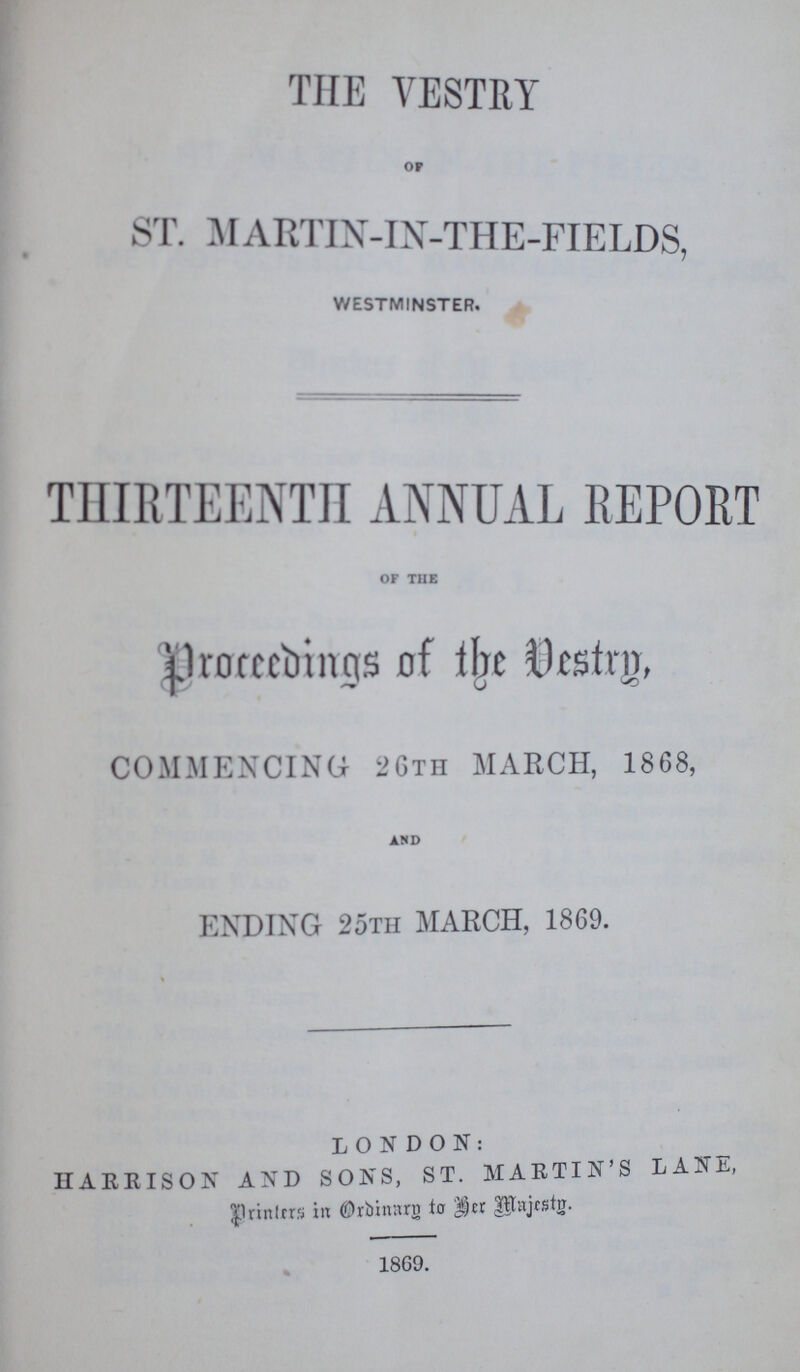 THE VESTRY
OF
ST. MARTIN-IN-THE-FIELDS,
WESTMINSTER.
THIRTEENTH ANNUAL REPORT
OF THE
Proceedings of the Vestry,
COMMENCING 26TH MARCH, 1868,
AND
ENDING 25TH MARCH, 1869.
LONDON:
HARRISON AND SONS, ST. MARTIN'S LANE,
Printers in Ordinary to Her Majesty.
1869.